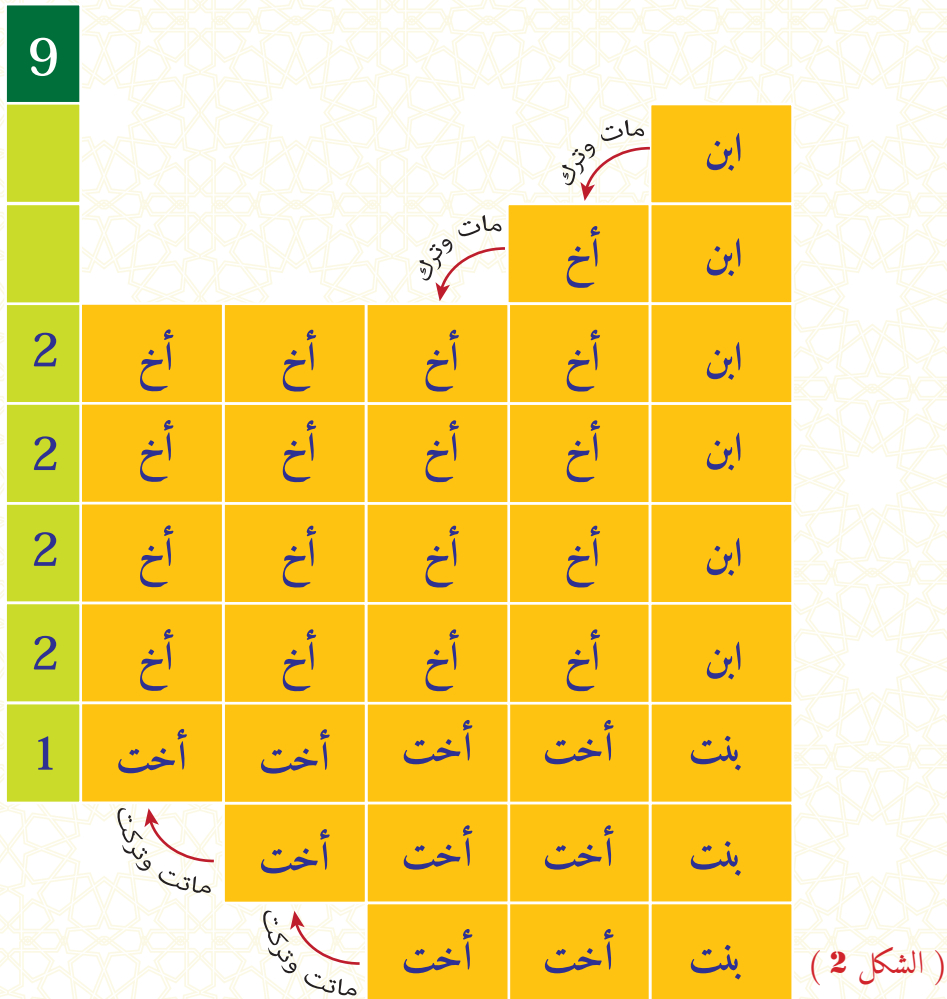 9
ابن
مات وترك
ابن أخ
مات وترك
ابن أخ أخ أخ أخ 2
ابن أخ أخ أخ أخ 2
ابن أخ أخ أخ أخ 2
ابن أخ أخ أخ أخ 2
بنت أخت أخت أخت أخت 1
بنت أخت أخت أخت
ماتت وتركت
بنت أخت أخت
ماتت وتركت
( الشكل 2 )